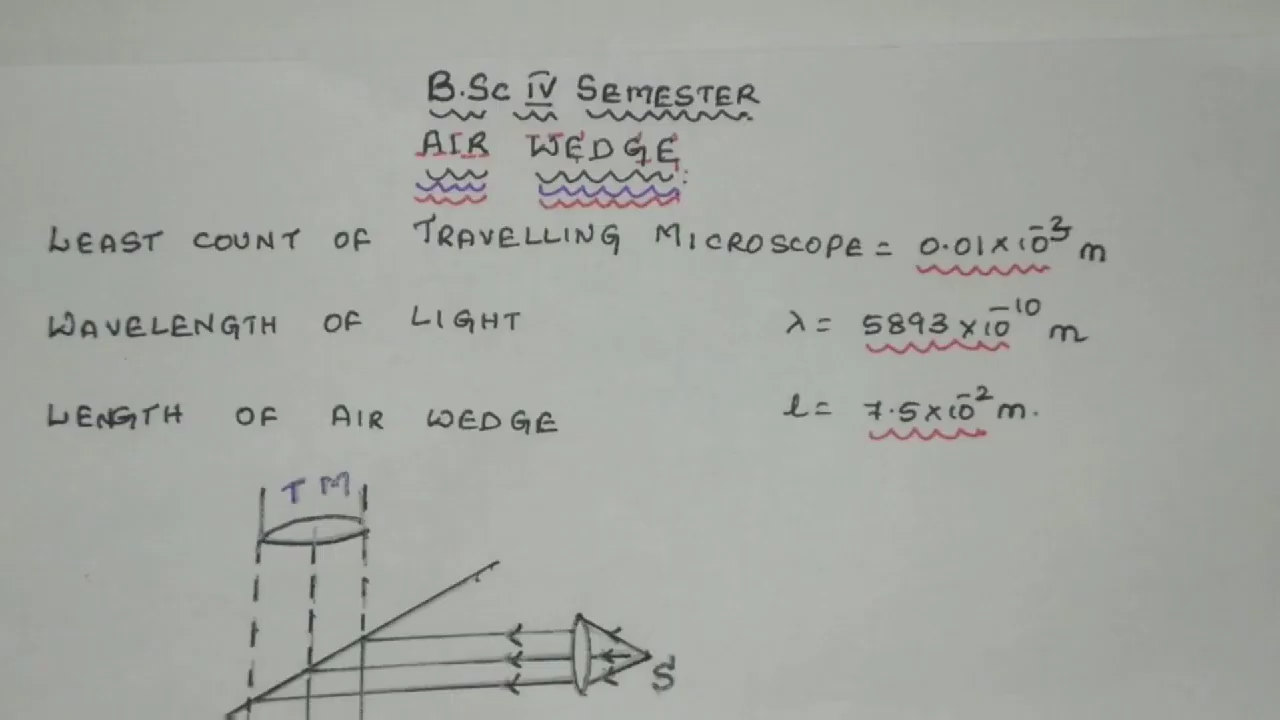 B.Sc IV SEMESTER
AIR WEDGE:
LEAST COUNT OF TRAVELLING MICROSCOPE = 0.01×10⁻³ m
WAVELENGTH OF LIGHT λ = 5893×10⁻¹⁰ m
LENGTH OF AIR WEDGE l = 7.5×10⁻² m.
TM
S